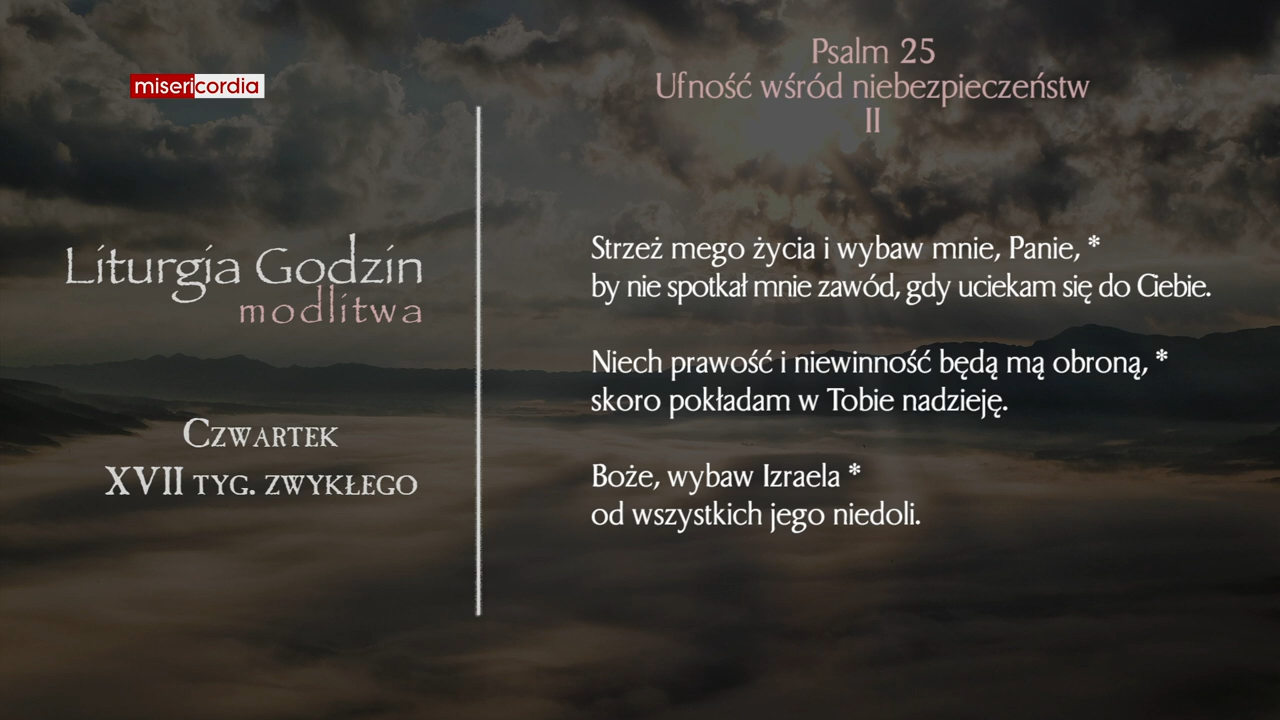 misericordia
Liturgia Godzin
modlitwa
Czwartek
XVII tyg. zwykłego
Psalm 25
Ufność wśród niebezpieczeństw
II
Strzeż mego życia i wybaw mnie, Panie, *
by nie spotkał mnie zawód, gdy uciekam się do Ciebie.
Niech prawość i niewinność będą mą obroną, *
skoro pokładam w Tobie nadzieję.
Boże, wybaw Izraela *
od wszystkich jego niedoli.